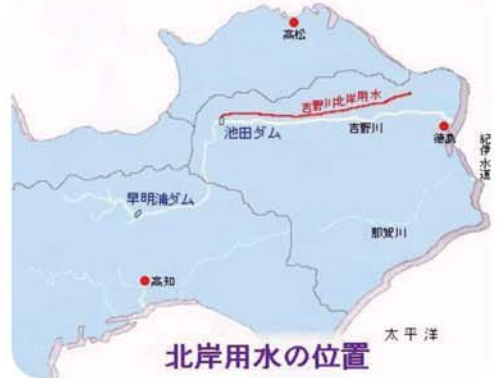 高松
吉野川北岸用水
池田ダム
吉野川
徳島
紀伊水道
早明浦ダム
那賀川
高知
太平洋
北岸用水の位置